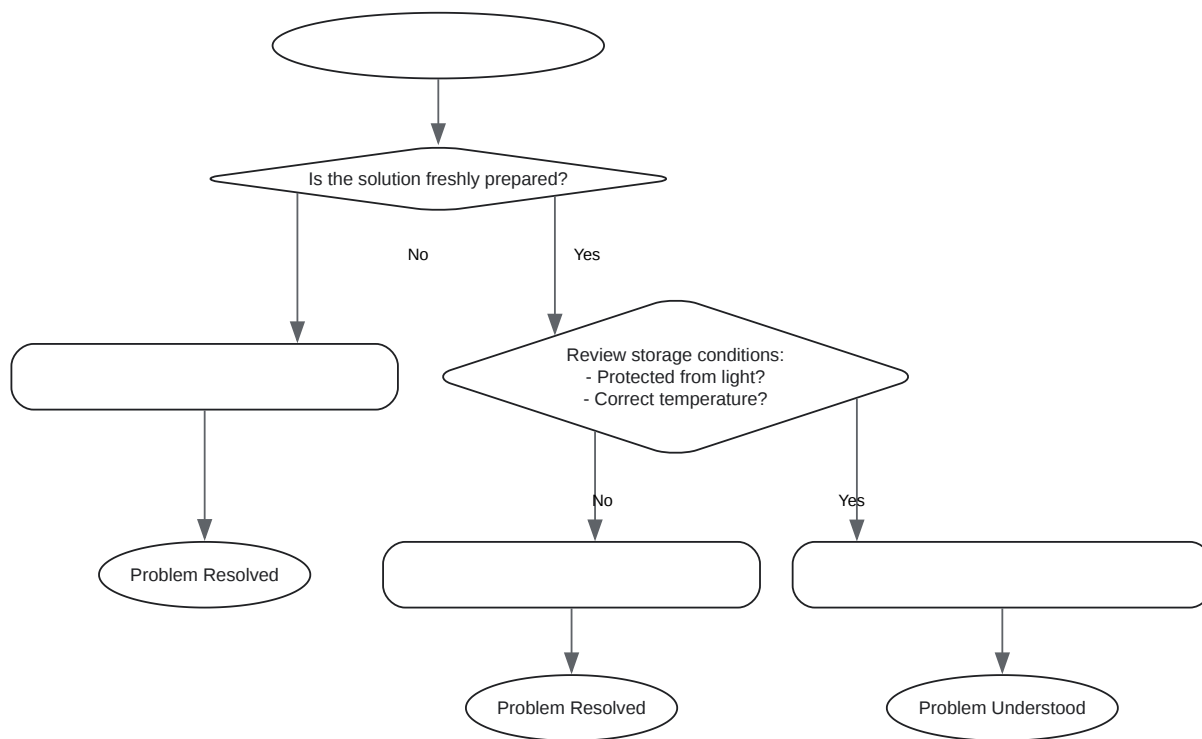 Is the solution freshly prepared?
No
Yes
Review storage conditions:
- Protected from light?
- Correct temperature?
No
Yes
Problem Resolved
Problem Resolved
Problem Understood